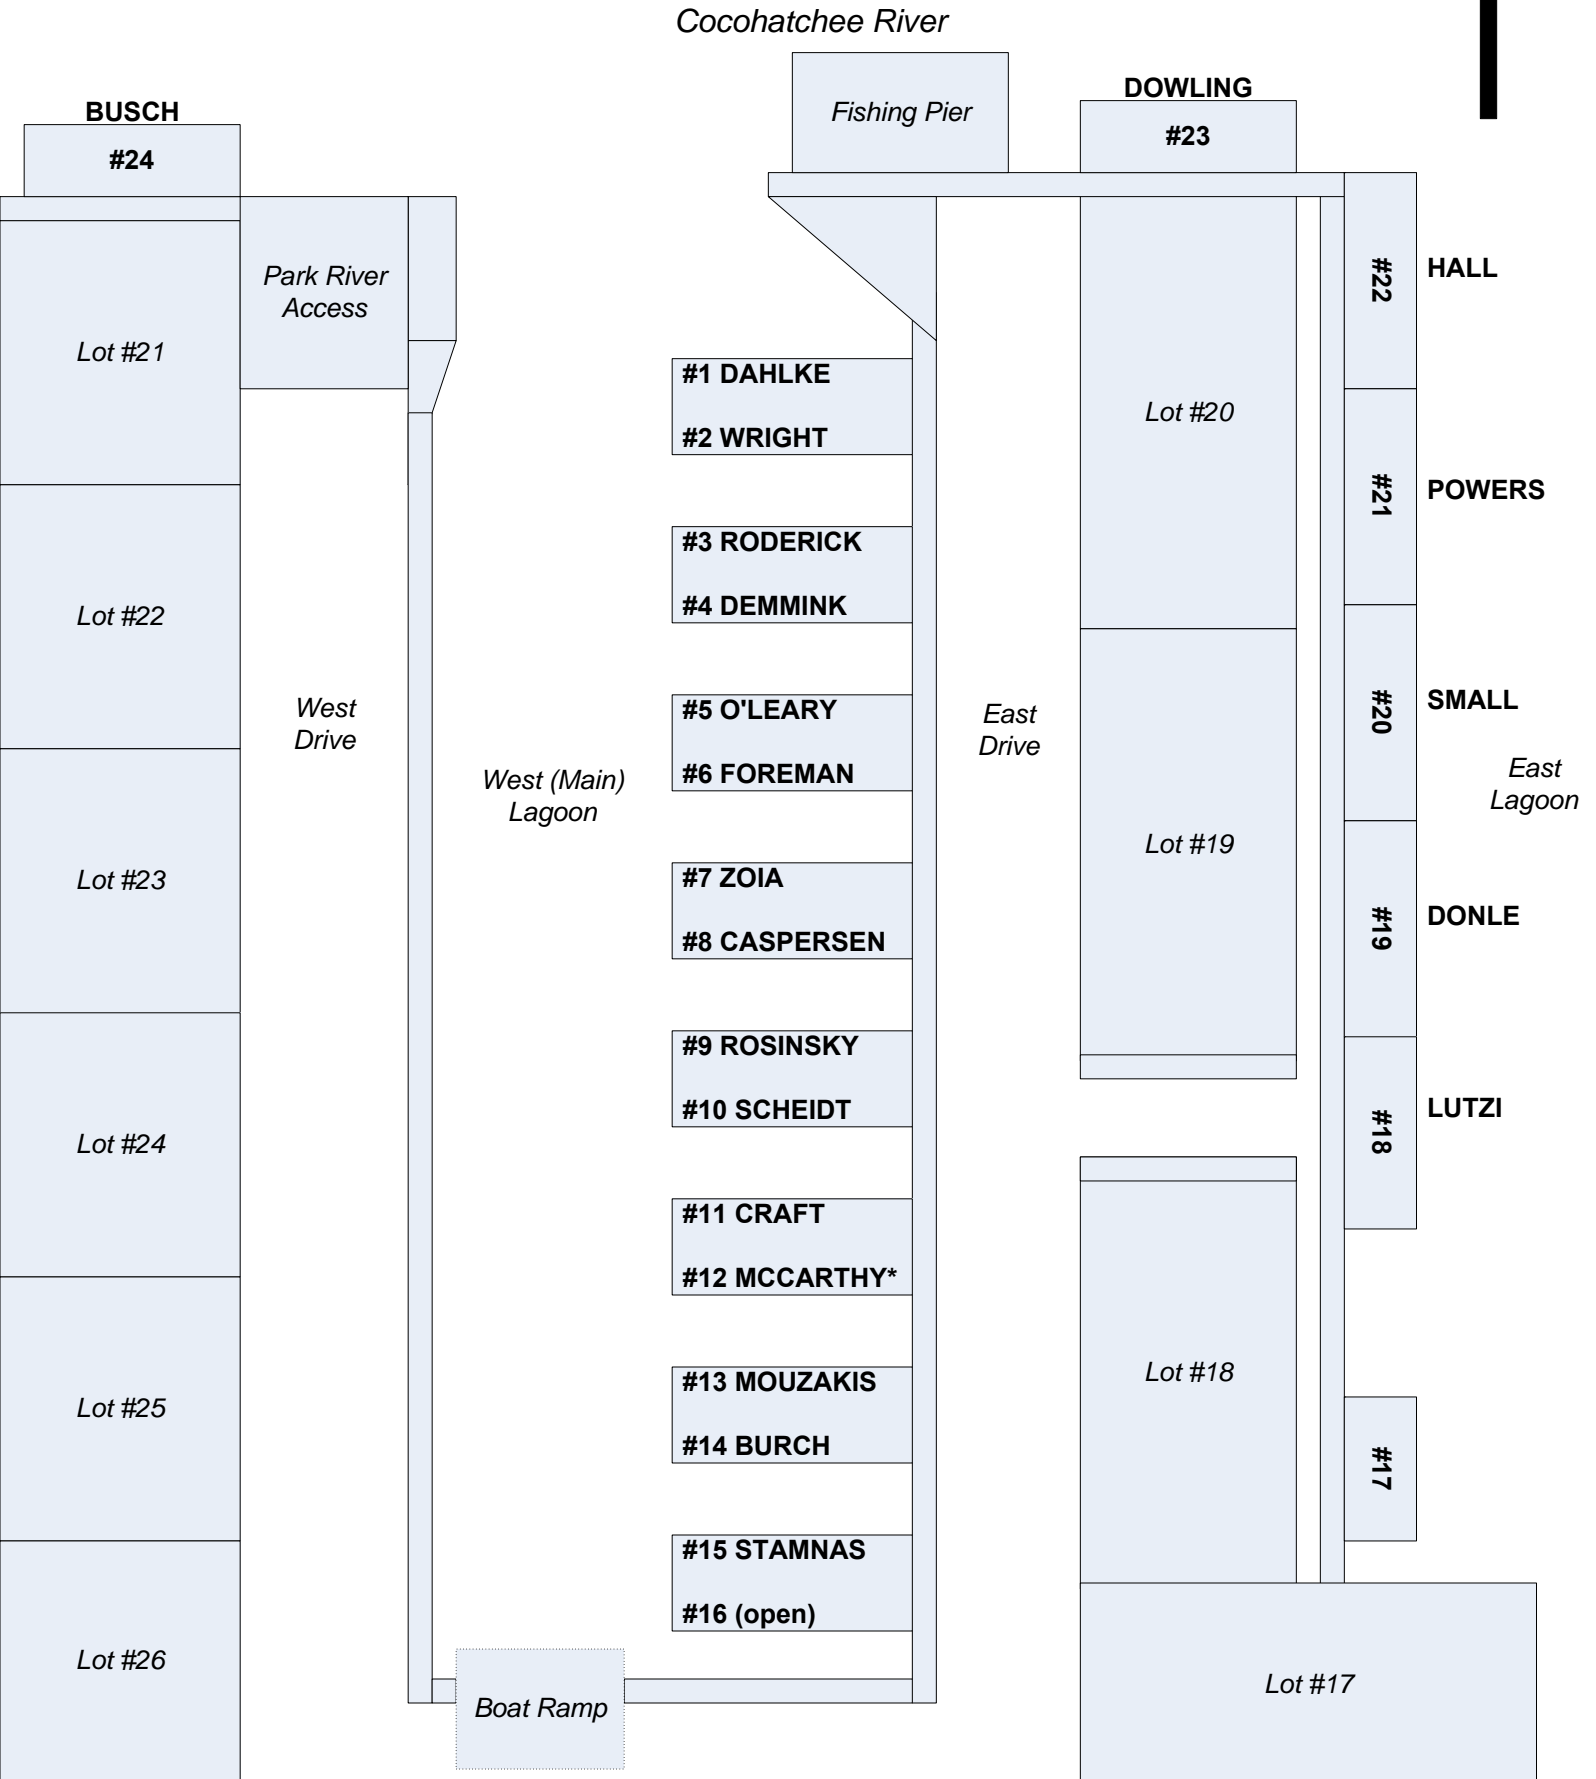 Cocohatchee River
BUSCH
#24
Fishing Pier
DOWLING
#23
Park River
Access
Lot #21
Lot #22
Lot #23
Lot #24
Lot #25
Lot #26
West
Drive
West (Main)
Lagoon
#1 DAHLKE
#2 WRIGHT
#3 RODERICK
#4 DEMMINK
#5 O'LEARY
#6 FOREMAN
#7 ZOIA
#8 CASPERSEN
#9 ROSINSKY
#10 SCHEIDT
#11 CRAFT
#12 MCCARTHY*
#13 MOUZAKIS
#14 BURCH
#15 STAMNAS
#16 (open)
Boat Ramp
East
Drive
Lot #20
Lot #19
Lot #18
Lot #17
#22
HALL
#21
POWERS
#20
SMALL
East
Lagoon
#19
DONLE
#18
LUTZI
#17